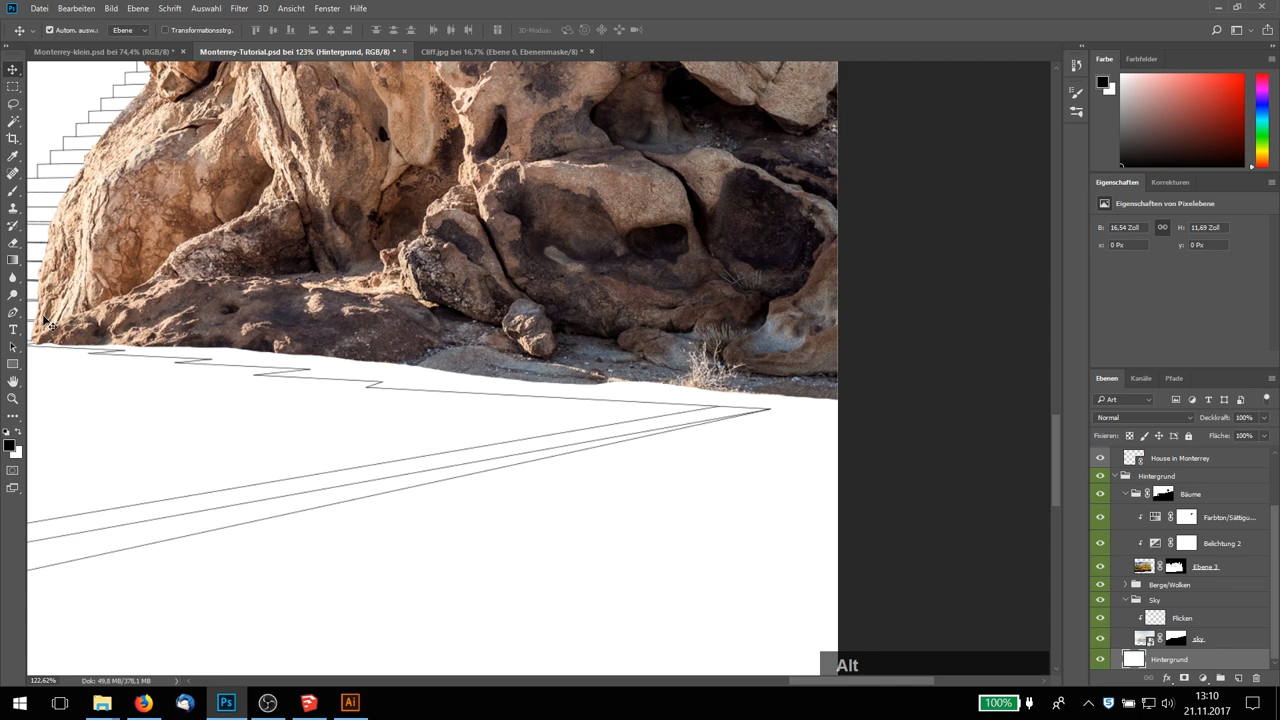 Ps Datei Bearbeiten Bild Ebene Schrift Auswahl Filter 3D Ansicht Fenster Hilfe
Autom. ausw.: Ebene Transformationsstrg. 3D-Modus:
Monterrey-klein.psd bei 74,4% (RGB/8) * × Monterrey-Tutorial.psd bei 123% (Hintergrund, RGB/8) * × Cliff.jpg bei 16,7% (Ebene 0, Ebenenmaske/8) * ×
Farbe Farbfelder
Eigenschaften Korrekturen
Eigenschaften von Pixelebene
B: 16,54 Zoll H: 11,69 Zoll
x: 0 Px y: 0 Px
Ebenen Kanäle Pfade
Art
Normal Deckkraft: 100%
Fixieren: Fläche: 100%
House in Monterrey
Hintergrund
Bäume
Farbton/Sättigu...
Belichtung 2
Ebene 3
Berge/Wolken
Sky
Flicken
sky
Hintergrund
Alt
122,62% Dok: 49,8 MB/378,1 MB
Ps Ai 100% 13:10
21.11.2017